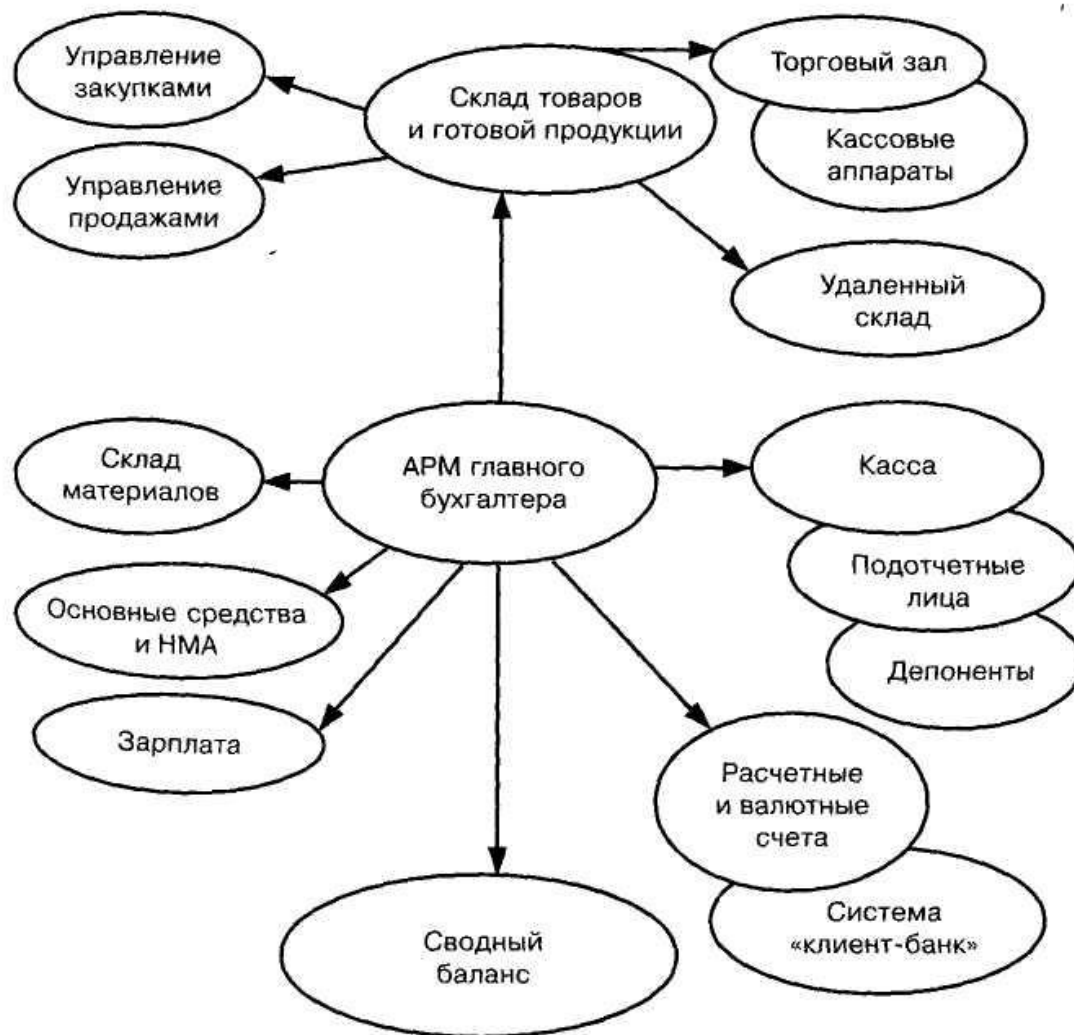 Управление
закупками
Склад товаров
и готовой продукции
Торговый зал
Кассовые
аппараты
Управление
продажами
Удаленный
склад
Склад
материалов
АРМ главного
бухгалтера
Касса
Подотчетные
лица
Основные средства
и НМА
Депоненты
Зарплата
Расчетные
и валютные
счета
Сводный
баланс
Система
«клиент-банк»